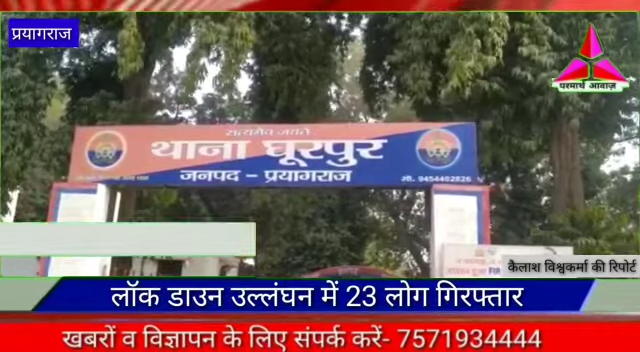 प्रयागराज
परमार्थ आवाज़
सत्यमेव जयते
थाना घूरपुर
जनपद - प्रयागराज
मो. 9454402826
कैलाश विश्वकर्मा की रिपोर्ट
लॉक डाउन उल्लंघन में 23 लोग गिरफ्तार
खबरों व विज्ञापन के लिए संपर्क करें- 7571934444